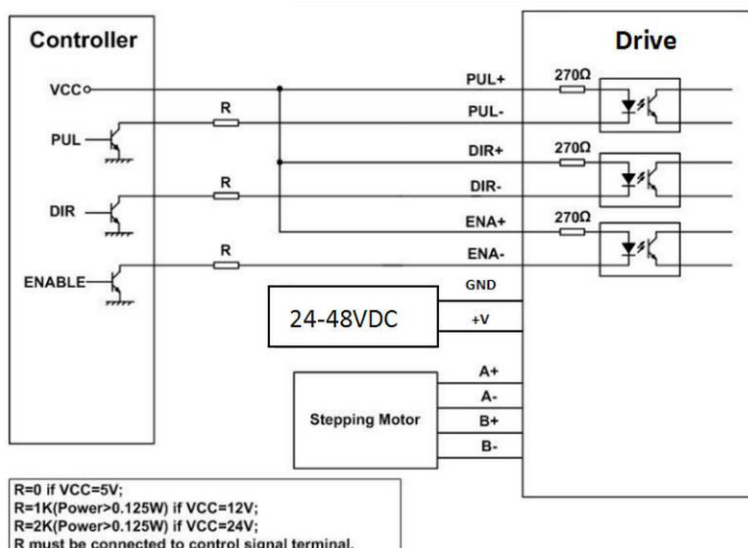 Controller
Drive
VCC
PUL+
270Ω
R
PUL-
PUL
DIR+
270Ω
R
DIR-
DIR
ENA+
270Ω
R
ENA-
ENABLE
GND
24-48VDC
+V
A+
A-
Stepping Motor
B+
B-
R=0 if VCC=5V;
R=1K(Power>0.125W) if VCC=12V;
R=2K(Power>0.125W) if VCC=24V;
R must be connected to control signal terminal.